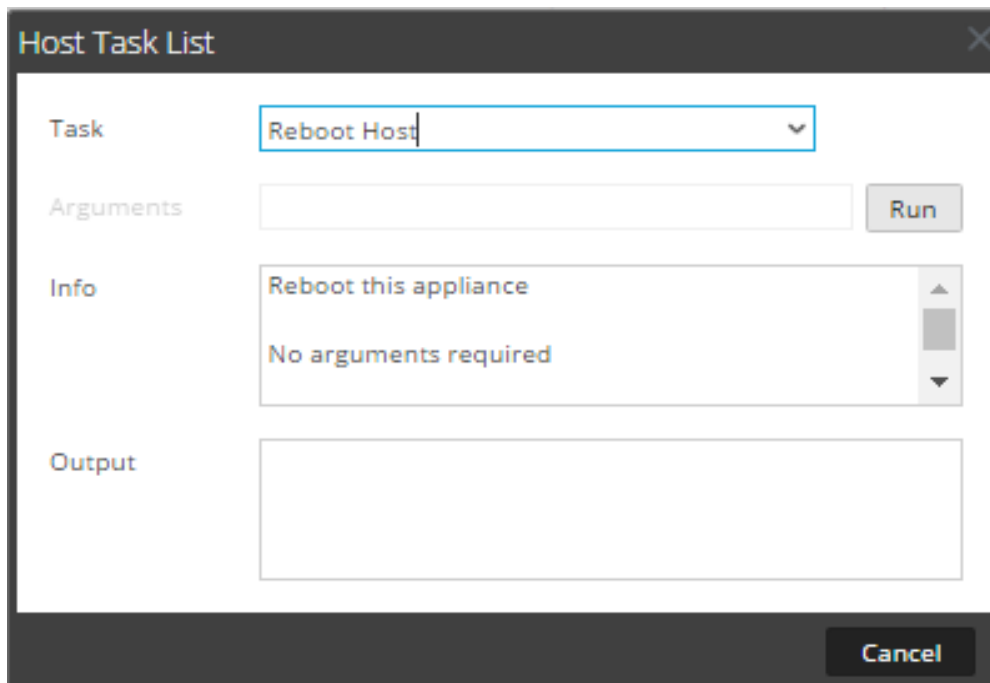 Host Task List
Task
Reboot Host
Arguments
Run
Info
Reboot this appliance
No arguments required
Output
Cancel